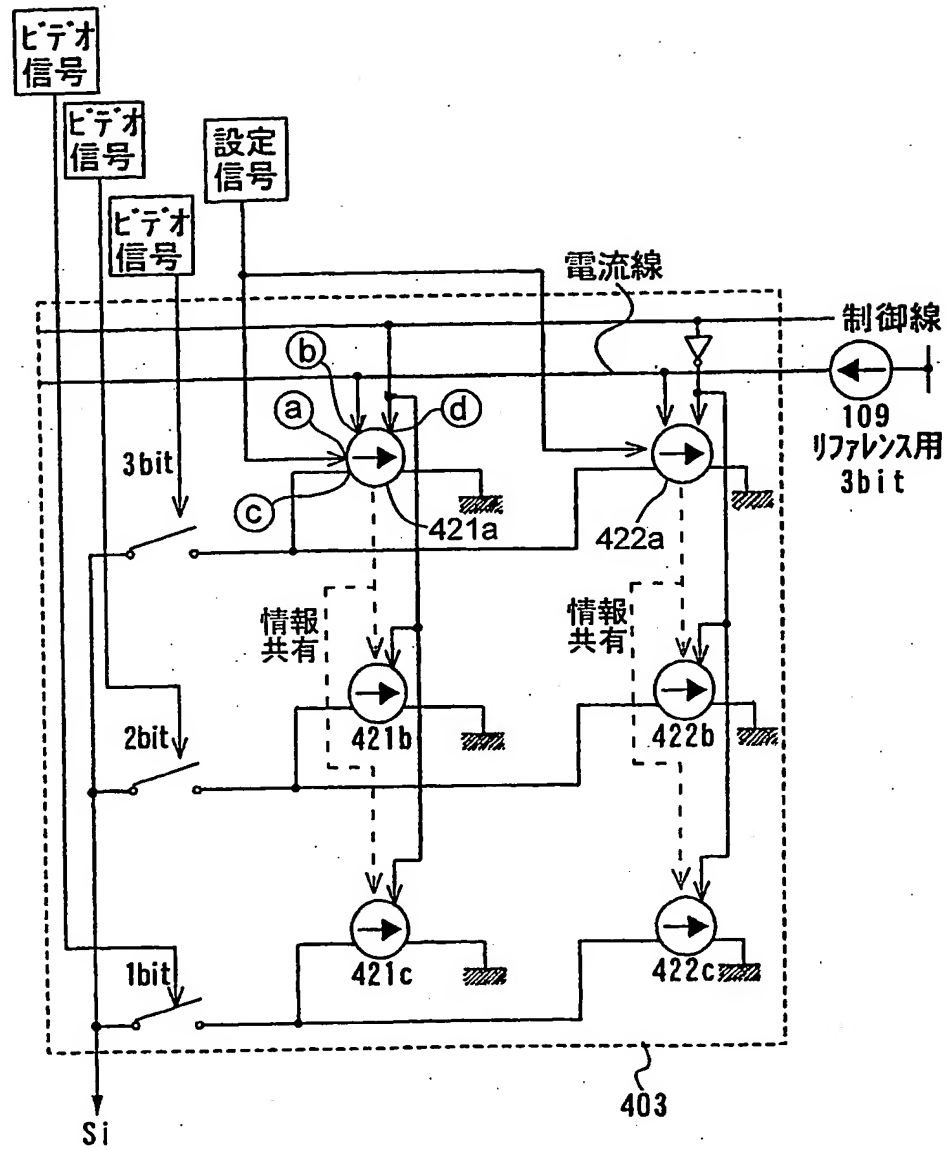 ビデオ
信号
ビデオ
信号
ビデオ
信号
設定
信号
電流線
制御線
109
リファレンス用
3bit
ⓑ
ⓐ
ⓓ
ⓒ
3bit
421a
422a
情報
共有
情報
共有
2bit
421b
422b
1bit
421c
422c
403
Si